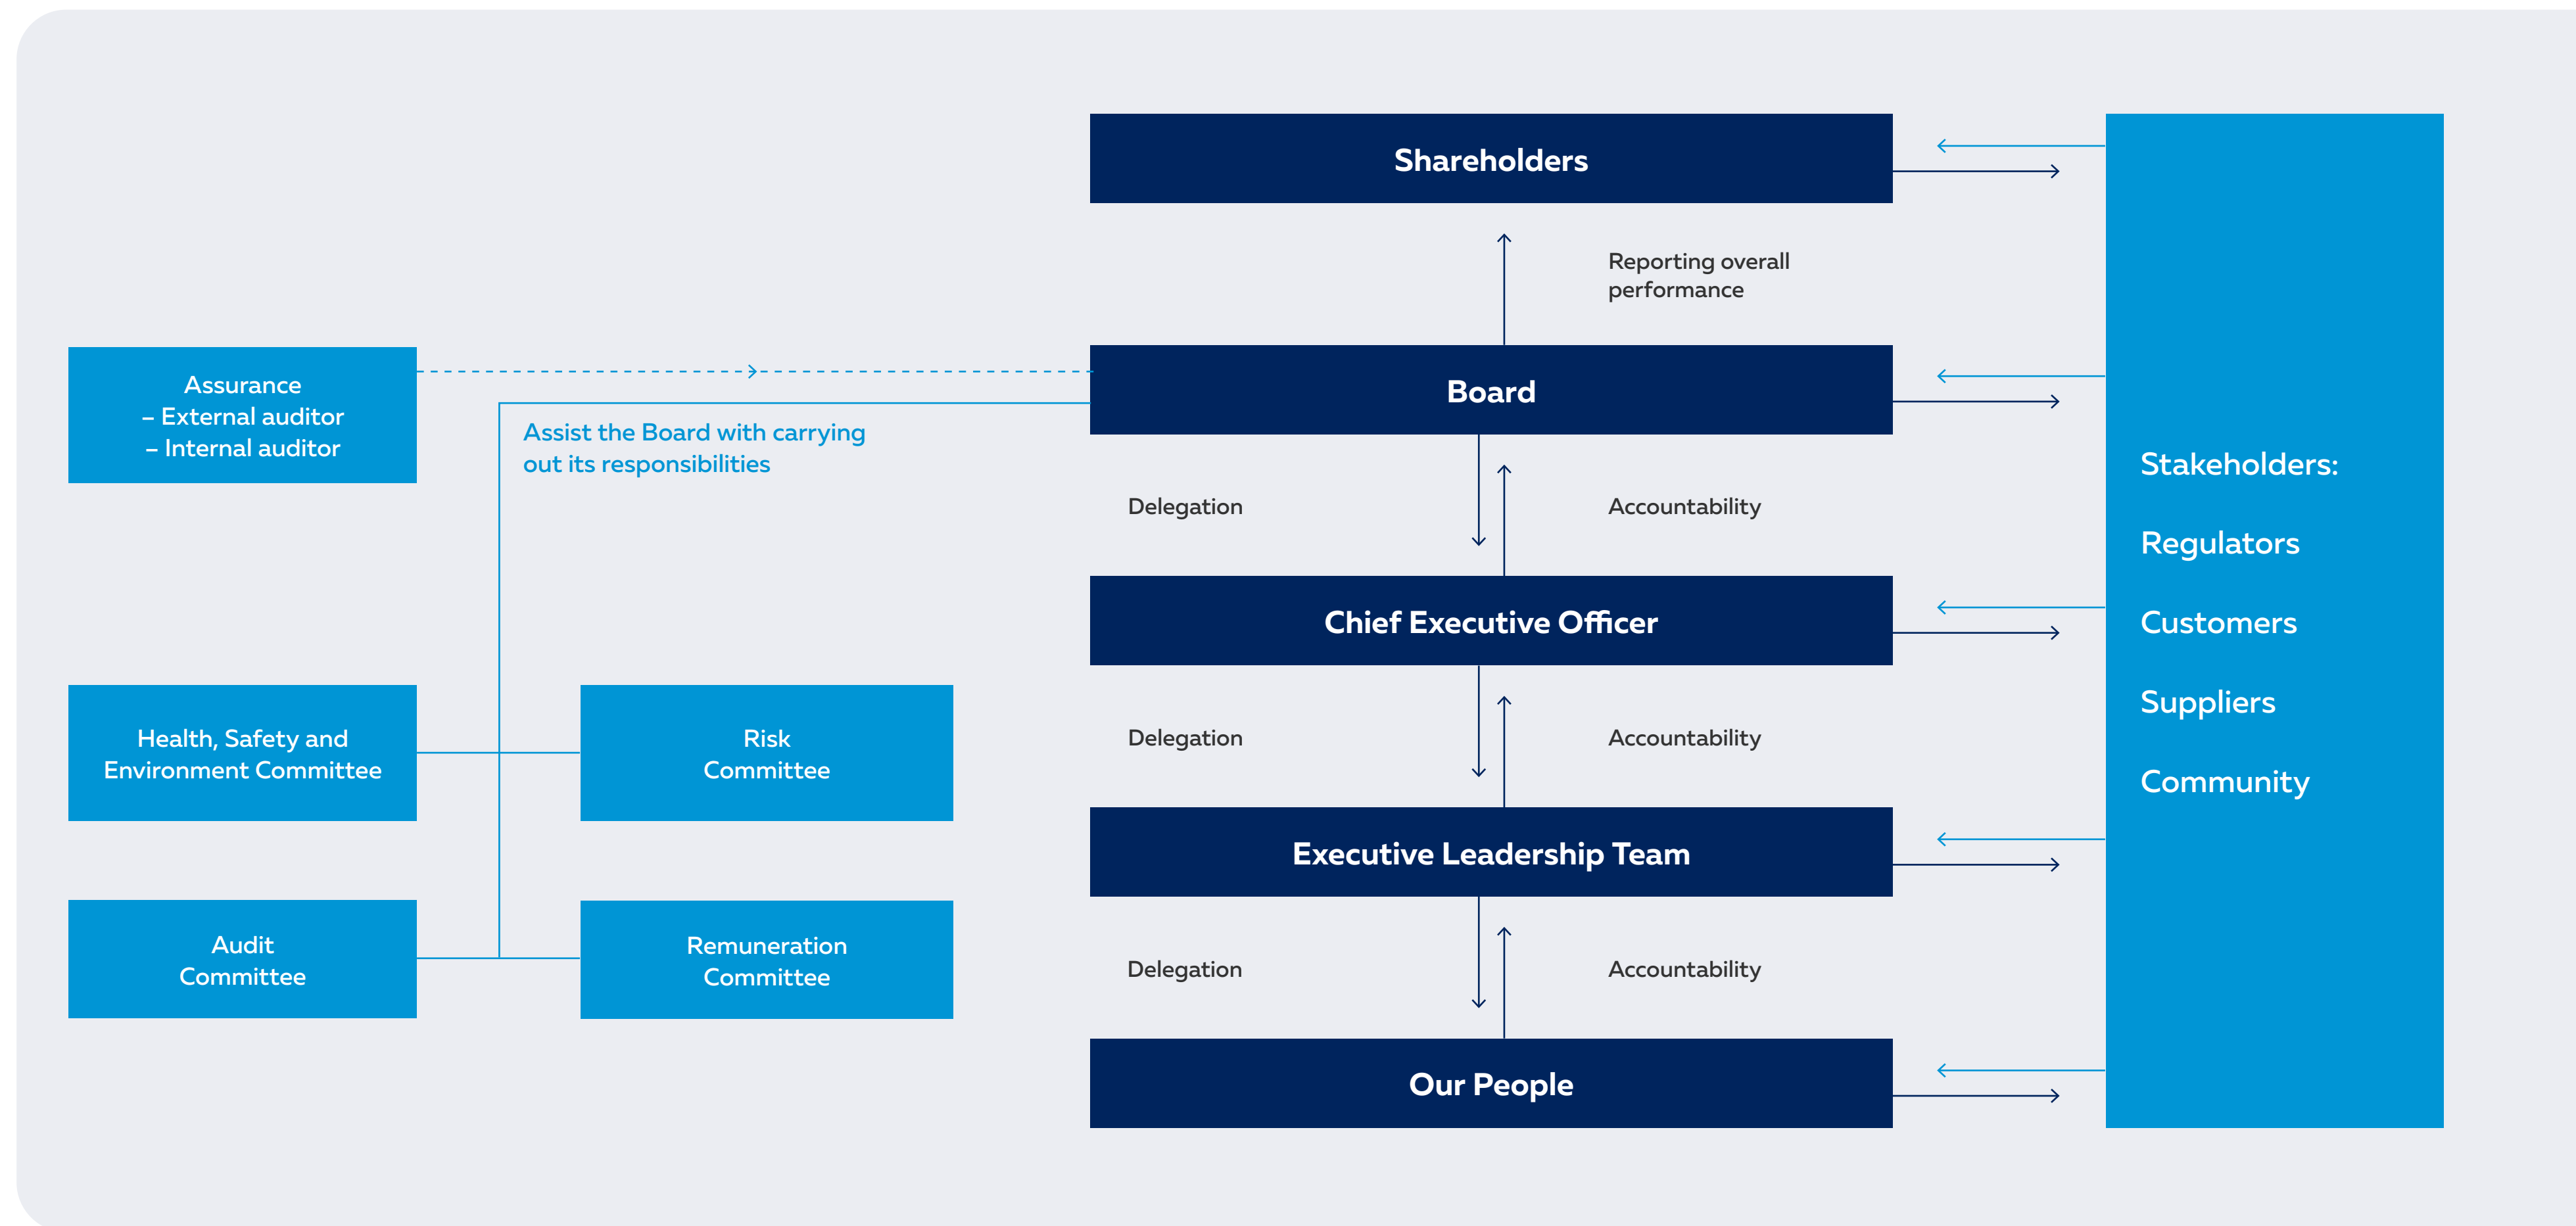 Shareholders
Reporting overall
performance
Assurance
– External auditor
– Internal auditor
Board
Assist the Board with carrying
out its responsibilities
Delegation
Accountability
Chief Executive Officer
Health, Safety and
Environment Committee
Risk
Committee
Delegation
Accountability
Executive Leadership Team
Audit
Committee
Remuneration
Committee
Delegation
Accountability
Our People
Stakeholders:
Regulators
Customers
Suppliers
Community